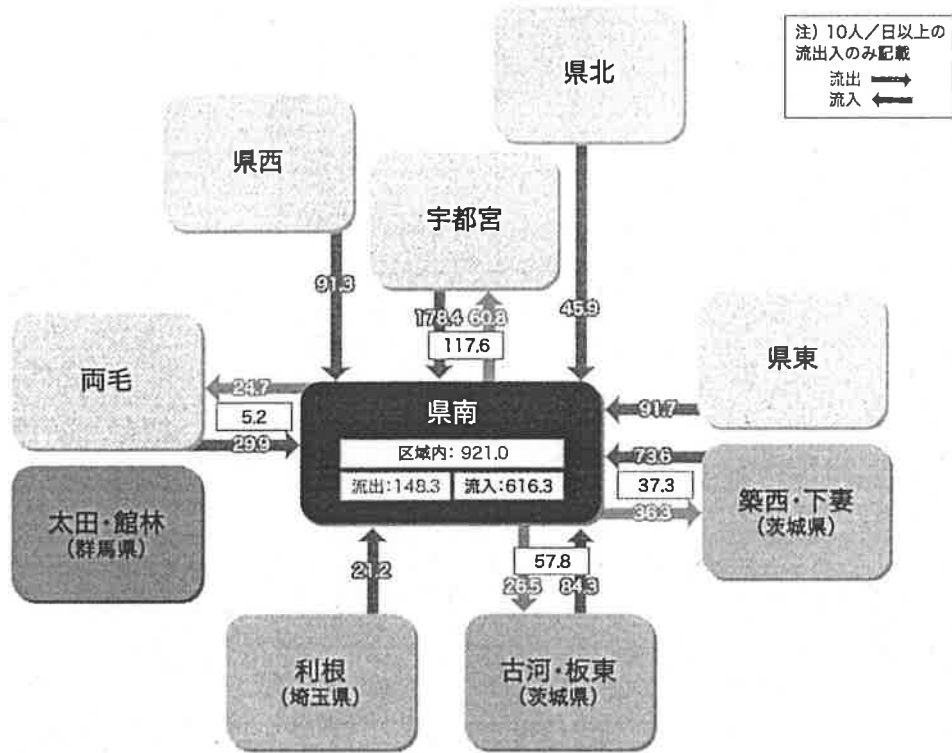 注) 10人/日以上の
流出入のみ記載
流出
流入
県北
県西
宇都宮
91.3
178.4
60.8
45.9
117.6
両毛
県東
24.7
5.2
29.9
県南
区域内: 921.0
流出:148.3
流入:616.3
91.7
73.6
37.3
36.3
太田・館林
(群馬県)
築西・下妻
(茨城県)
57.8
21.2
26.5
84.3
利根
(埼玉県)
古河・板東
(茨城県)